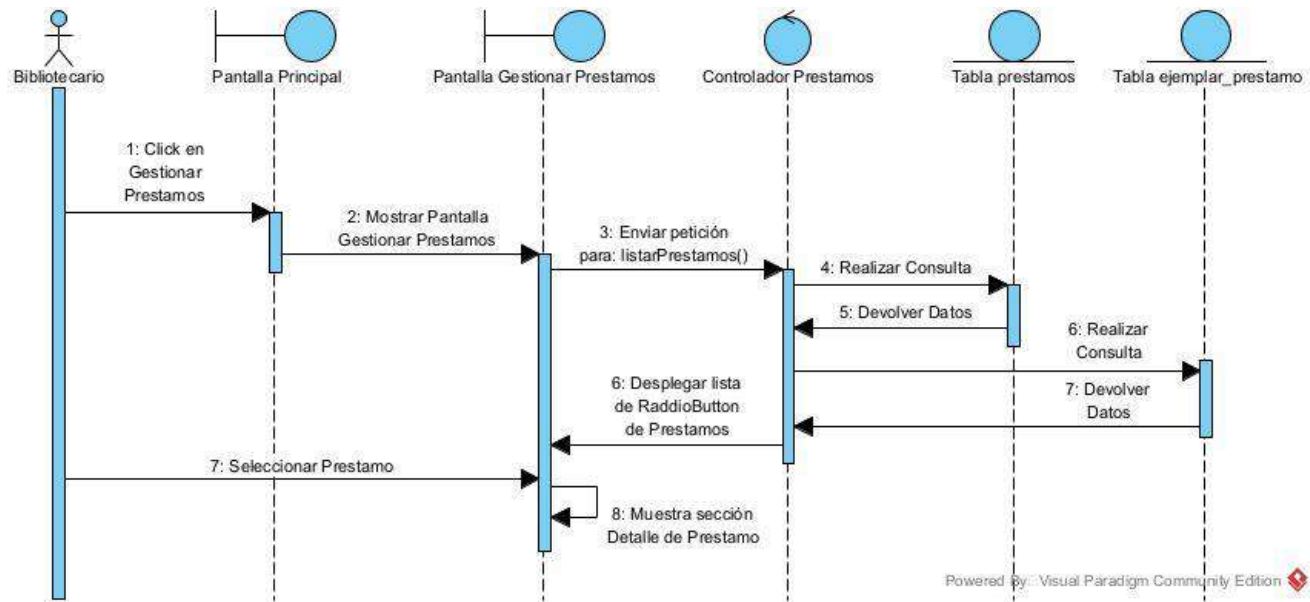 Bibliotecario
Pantalla Principal
Pantalla Gestionar Prestamos
Controlador Prestamos
Tabla prestamos
Tabla ejemplar_prestamo
1: Click en
Gestionar
Prestamos
2: Mostrar Pantalla
Gestionar Prestamos
3: Enviar petición
para: listarPrestamos()
4: Realizar Consulta
5: Devolver Datos
6: Realizar
Consulta
7: Devolver
Datos
6: Desplegar lista
de RaddioButton
de Prestamos
7: Seleccionar Prestamo
8: Muestra sección
Detalle de Prestamo
Powered By Visual Paradigm Community Edition